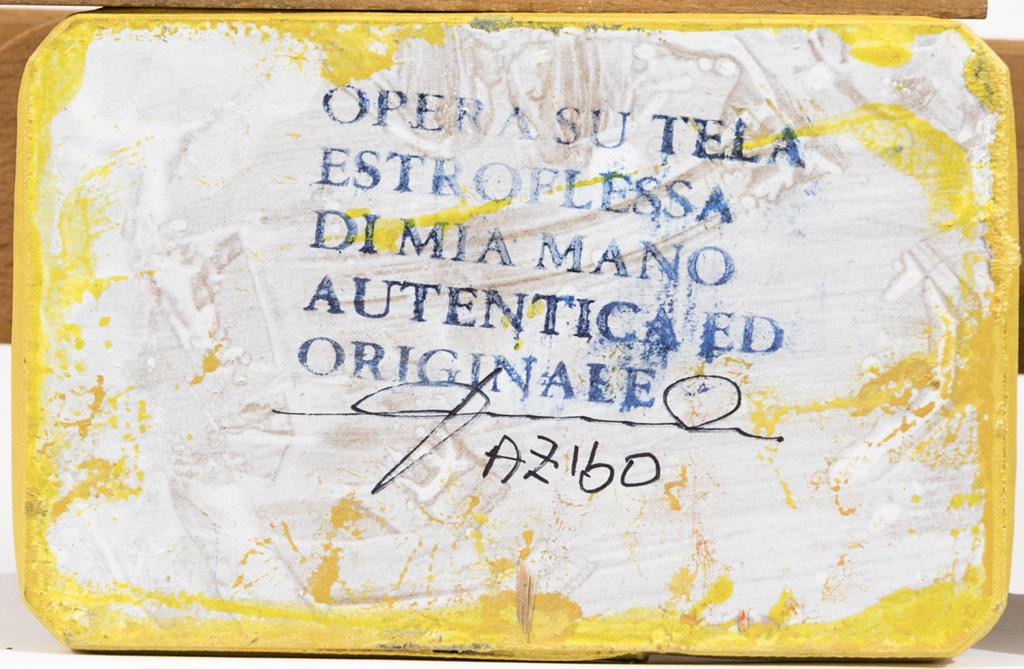 OPERA SU TELA
ESTROFLESSA
DI MIA MANO
AUTENTICA ED
ORIGINALE
AZ160